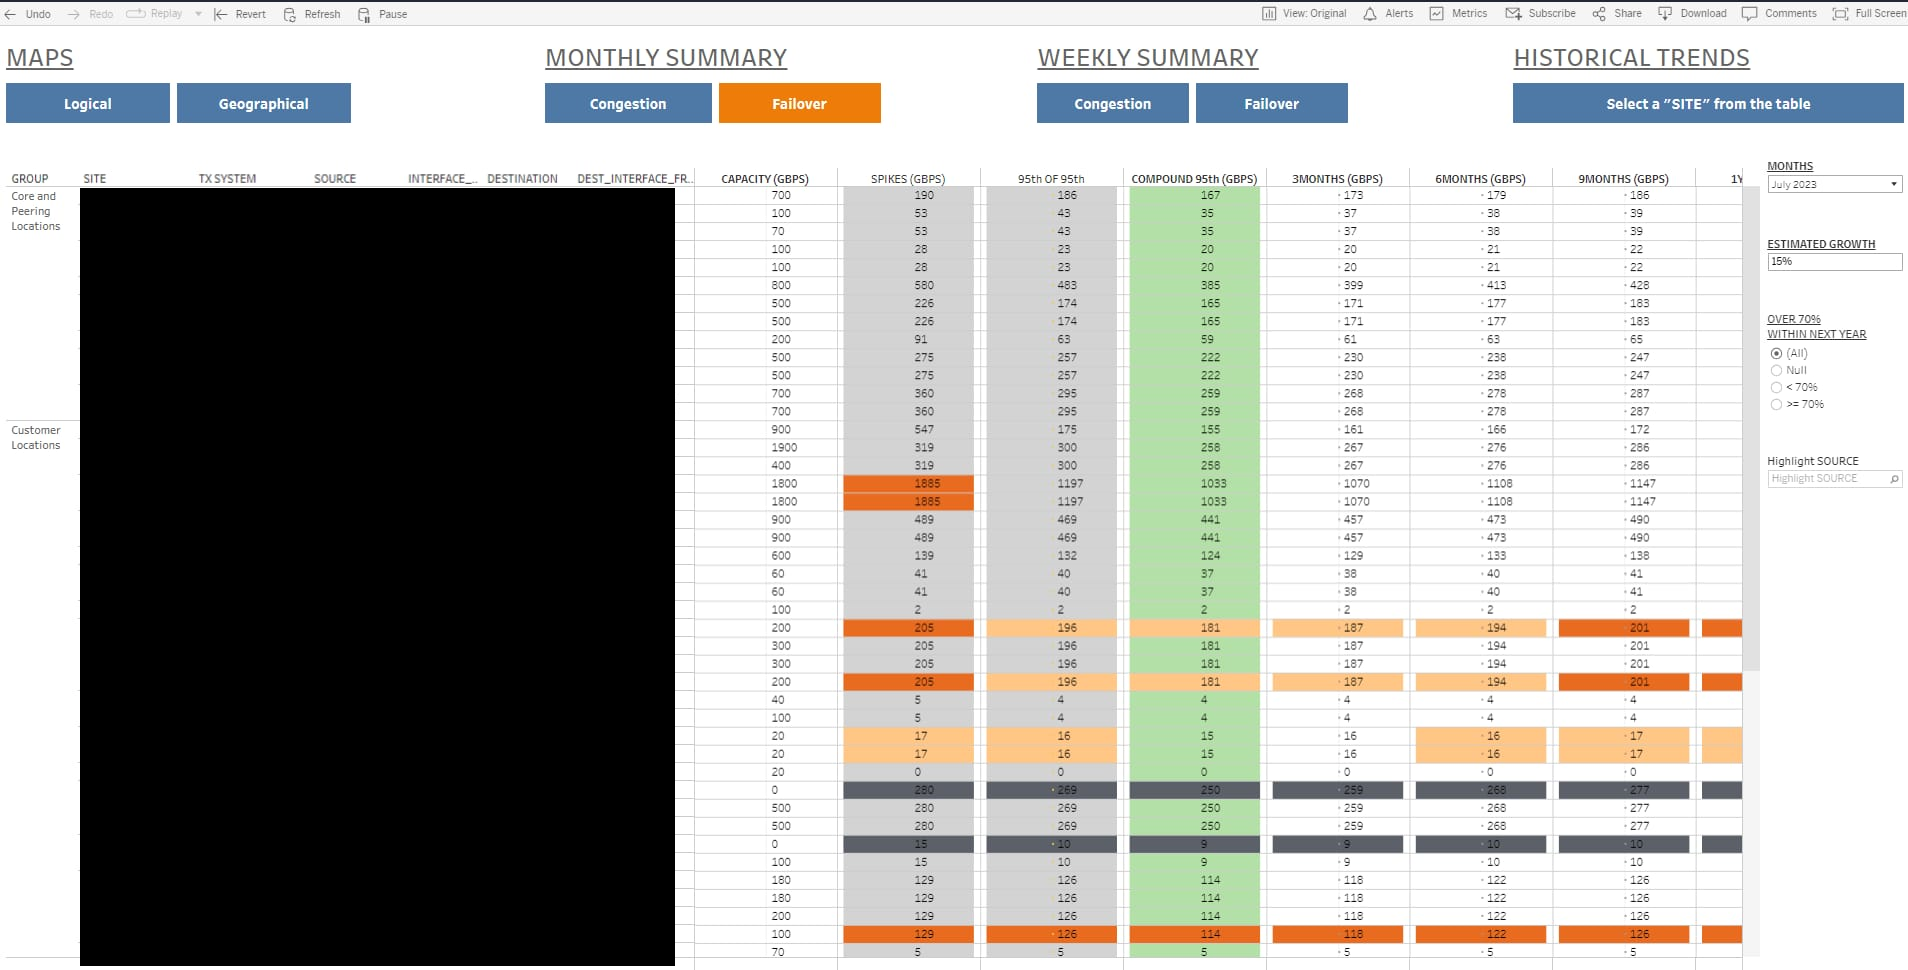 Undo Redo Replay Revert Refresh Pause View: Original Alerts Metrics Subscribe Share Download Comments Full Screen
MAPS MONTHLY SUMMARY WEEKLY SUMMARY HISTORICAL TRENDS
Logical Geographical Congestion Failover Congestion Failover Select a "SITE" from the table
GROUP SITE TX SYSTEM SOURCE INTERFACE_.. DESTINATION DEST_INTERFACE_FR.. CAPACITY (GBPS) SPIKES (GBPS) 95th OF 95th COMPOUND 95th (GBPS) 3MONTHS (GBPS) 6MONTHS (GBPS) 9MONTHS (GBPS) 1Y
Core and
Peering
Locations
700 190 186 167 173 179 186
100 53 43 35 37 38 39
70 53 43 35 37 38 39
100 28 23 20 20 21 22
100 28 23 20 20 21 22
800 580 483 385 399 413 428
500 226 174 165 171 177 183
500 226 174 165 171 177 183
200 91 63 59 61 63 65
500 275 257 222 230 238 247
500 275 257 222 230 238 247
700 360 295 259 268 278 287
700 360 295 259 268 278 287
Customer
Locations
900 547 175 155 161 166 172
1900 319 300 258 267 276 286
400 319 300 258 267 276 286
1800 1885 1197 1033 1070 1108 1147
1800 1885 1197 1033 1070 1108 1147
900 489 469 441 457 473 490
900 489 469 441 457 473 490
600 139 132 124 129 133 138
60 41 40 37 38 40 41
60 41 40 37 38 40 41
100 2 2 2 2 2 2
200 205 196 181 187 194 201
300 205 196 181 187 194 201
300 205 196 181 187 194 201
200 205 196 181 187 194 201
40 5 4 4 4 4 4
100 5 4 4 4 4 4
20 17 16 15 16 16 17
20 17 16 15 16 16 17
20 0 0 0 0 0 0
0 280 269 250 259 268 277
500 280 269 250 259 268 277
500 280 269 250 259 268 277
0 15 10 9 9 10 10
100 15 10 9 9 10 10
180 129 126 114 118 122 126
180 129 126 114 118 122 126
200 129 126 114 118 122 126
100 129 126 114 118 122 126
70 5 5 5 5 5 5
MONTHS
July 2023
ESTIMATED GROWTH
15%
OVER 70%
WITHIN NEXT YEAR
(All)
Null
< 70%
>= 70%
Highlight SOURCE
Highlight SOURCE